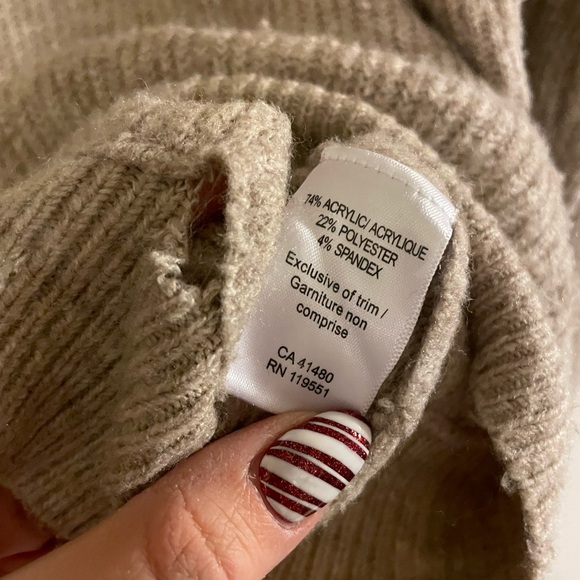 74% ACRYLIC/ ACRYLIQUE
22% POLYESTER
4% SPANDEX
Exclusive of trim /
Garniture non
comprise
CA 41480
RN 119551